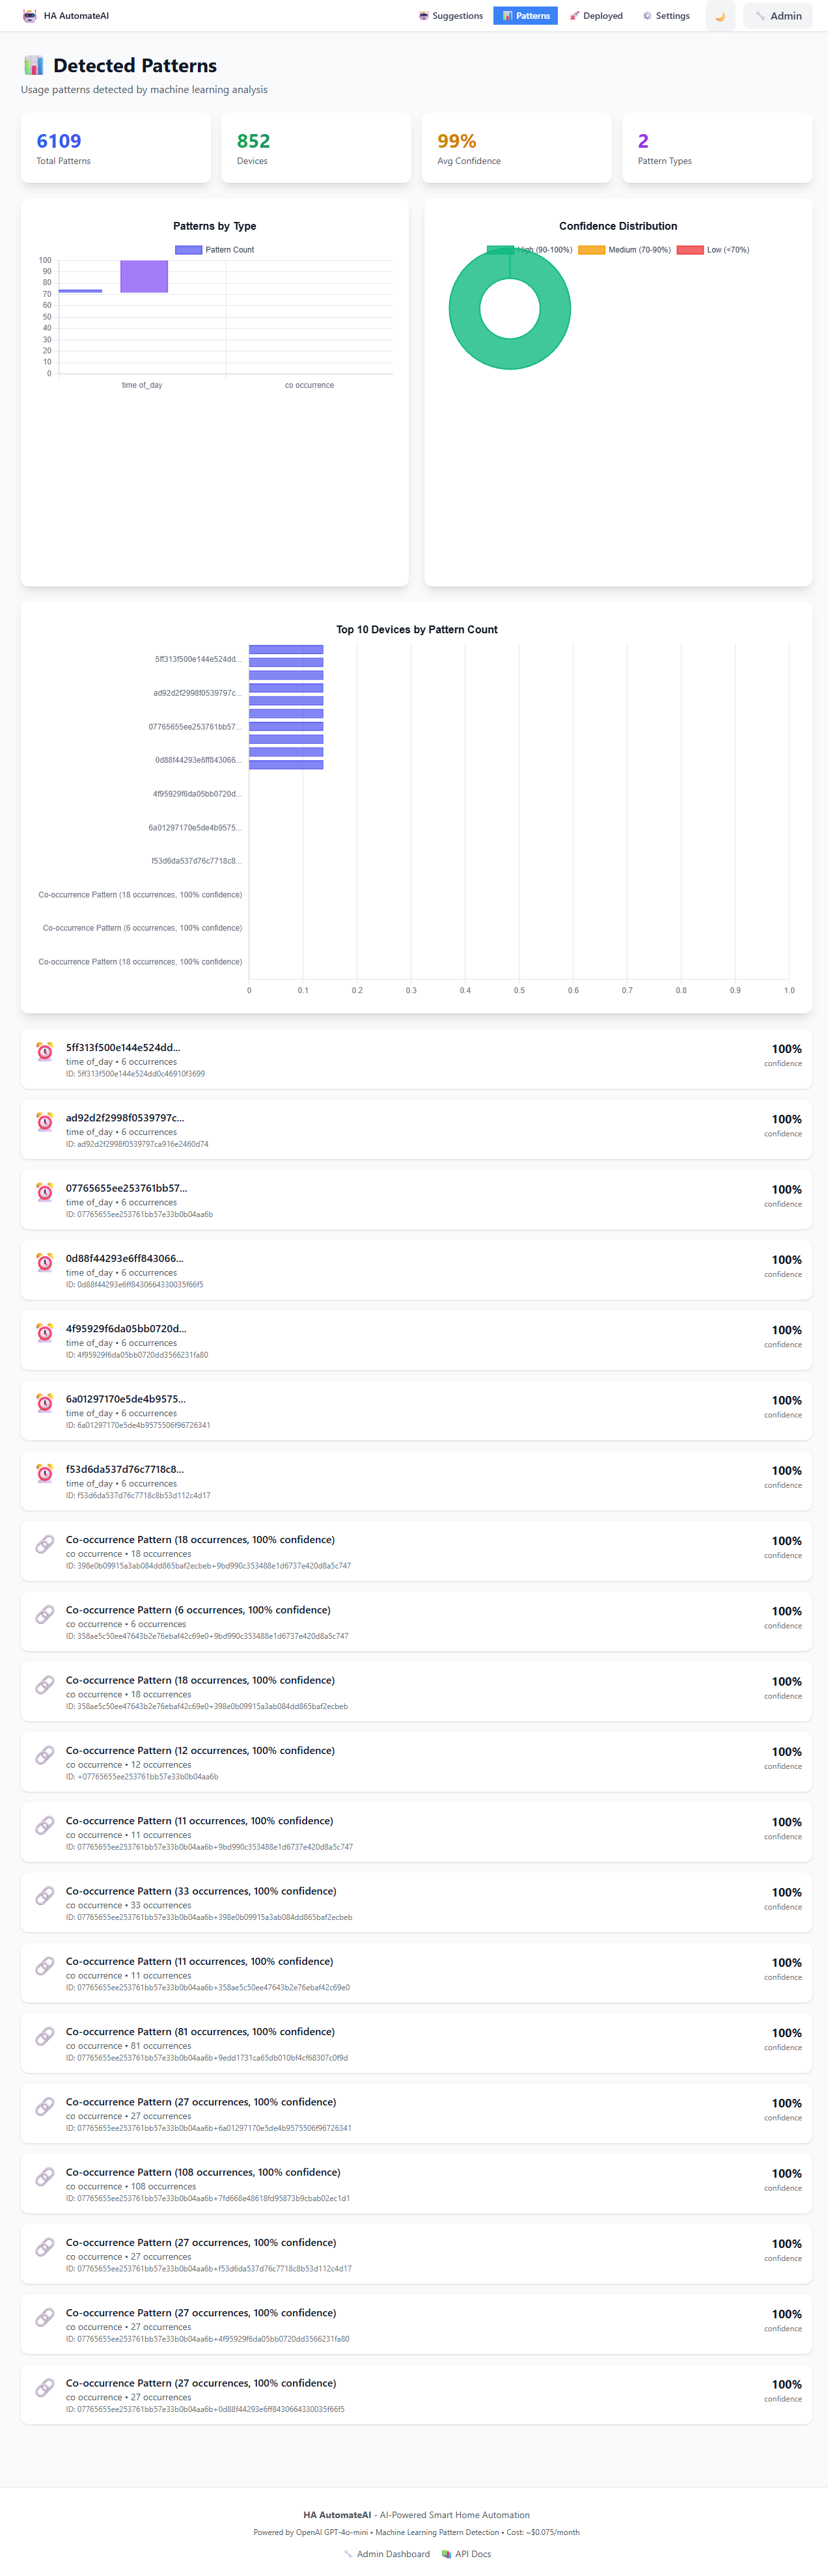 HA AutomateAI
Suggestions
Patterns
Deployed
Settings
Admin
Detected Patterns
Usage patterns detected by machine learning analysis
6109
Total Patterns
852
Devices
99%
Avg Confidence
2
Pattern Types
Patterns by Type
Pattern Count
100
90
80
70
60
50
40
30
20
10
0
time of_day
co occurrence
Confidence Distribution
High (90-100%)
Medium (70-90%)
Low (<70%)
Top 10 Devices by Pattern Count
5ff313f500e144e524dd...
ad92d2f2998f0539797c...
07765655ee253761bb57...
0d88f44293e6ff843066...
4f95929f6da05bb0720d...
6a01297170e5de4b9575...
f53d6da537d76c7718c8...
Co-occurrence Pattern (18 occurrences, 100% confidence)
Co-occurrence Pattern (6 occurrences, 100% confidence)
Co-occurrence Pattern (18 occurrences, 100% confidence)
0
0.1
0.2
0.3
0.4
0.5
0.6
0.7
0.8
0.9
1.0
5ff313f500e144e524dd...
time of_day • 6 occurrences
ID: 5ff313f500e144e524dd0c46910f3699
100%
confidence
ad92d2f2998f0539797c...
time of_day • 6 occurrences
ID: ad92d2f2998f0539797ca916e2460d74
100%
confidence
07765655ee253761bb57...
time of_day • 6 occurrences
ID: 07765655ee253761bb57e33b0b04aa6b
100%
confidence
0d88f44293e6ff843066...
time of_day • 6 occurrences
ID: 0d88f44293e6ff8430664330035f66f5
100%
confidence
4f95929f6da05bb0720d...
time of_day • 6 occurrences
ID: 4f95929f6da05bb0720dd3566231fa80
100%
confidence
6a01297170e5de4b9575...
time of_day • 6 occurrences
ID: 6a01297170e5de4b9575506f96726341
100%
confidence
f53d6da537d76c7718c8...
time of_day • 6 occurrences
ID: f53d6da537d76c7718c8b53d112c4d17
100%
confidence
Co-occurrence Pattern (18 occurrences, 100% confidence)
co occurrence • 18 occurrences
ID: 398e0b09915a3ab084dd865baf2ecbeb+9bd990c353488e1d6737e420d8a5c747
100%
confidence
Co-occurrence Pattern (6 occurrences, 100% confidence)
co occurrence • 6 occurrences
ID: 358ae5c50ee47643b2e76ebaf42c69e0+9bd990c353488e1d6737e420d8a5c747
100%
confidence
Co-occurrence Pattern (18 occurrences, 100% confidence)
co occurrence • 18 occurrences
ID: 358ae5c50ee47643b2e76ebaf42c69e0+398e0b09915a3ab084dd865baf2ecbeb
100%
confidence
Co-occurrence Pattern (12 occurrences, 100% confidence)
co occurrence • 12 occurrences
ID: +07765655ee253761bb57e33b0b04aa6b
100%
confidence
Co-occurrence Pattern (11 occurrences, 100% confidence)
co occurrence • 11 occurrences
ID: 07765655ee253761bb57e33b0b04aa6b+9bd990c353488e1d6737e420d8a5c747
100%
confidence
Co-occurrence Pattern (33 occurrences, 100% confidence)
co occurrence • 33 occurrences
ID: 07765655ee253761bb57e33b0b04aa6b+398e0b09915a3ab084dd865baf2ecbeb
100%
confidence
Co-occurrence Pattern (11 occurrences, 100% confidence)
co occurrence • 11 occurrences
ID: 07765655ee253761bb57e33b0b04aa6b+358ae5c50ee47643b2e76ebaf42c69e0
100%
confidence
Co-occurrence Pattern (81 occurrences, 100% confidence)
co occurrence • 81 occurrences
ID: 07765655ee253761bb57e33b0b04aa6b+9edd1731ca65db010bf4cf68307c0f9d
100%
confidence
Co-occurrence Pattern (27 occurrences, 100% confidence)
co occurrence • 27 occurrences
ID: 07765655ee253761bb57e33b0b04aa6b+6a01297170e5de4b9575506f96726341
100%
confidence
Co-occurrence Pattern (108 occurrences, 100% confidence)
co occurrence • 108 occurrences
ID: 07765655ee253761bb57e33b0b04aa6b+7fd668e48618fd95873b9cbab02ec1d1
100%
confidence
Co-occurrence Pattern (27 occurrences, 100% confidence)
co occurrence • 27 occurrences
ID: 07765655ee253761bb57e33b0b04aa6b+f53d6da537d76c7718c8b53d112c4d17
100%
confidence
Co-occurrence Pattern (27 occurrences, 100% confidence)
co occurrence • 27 occurrences
ID: 07765655ee253761bb57e33b0b04aa6b+4f95929f6da05bb0720dd3566231fa80
100%
confidence
Co-occurrence Pattern (27 occurrences, 100% confidence)
co occurrence • 27 occurrences
ID: 07765655ee253761bb57e33b0b04aa6b+0d88f44293e6ff8430664330035f66f5
100%
confidence
HA AutomateAI - AI-Powered Smart Home Automation
Powered by OpenAI GPT-4o-mini • Machine Learning Pattern Detection • Cost: ~$0.075/month
Admin Dashboard
API Docs